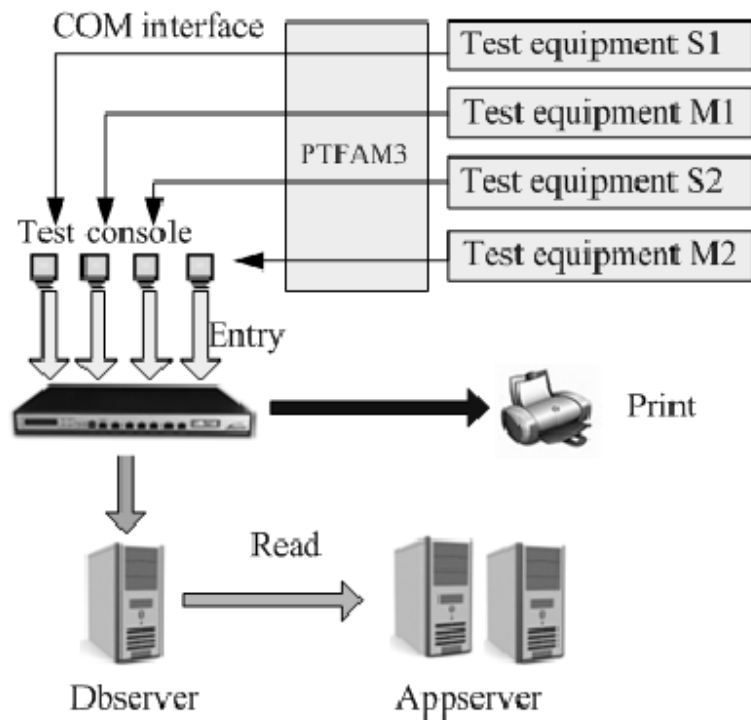 COM interface
Test equipment S1
Test equipment M1
PTFAM3
Test equipment S2
Test console
Test equipment M2
Entry
Print
Read
Dbserver
Appserver